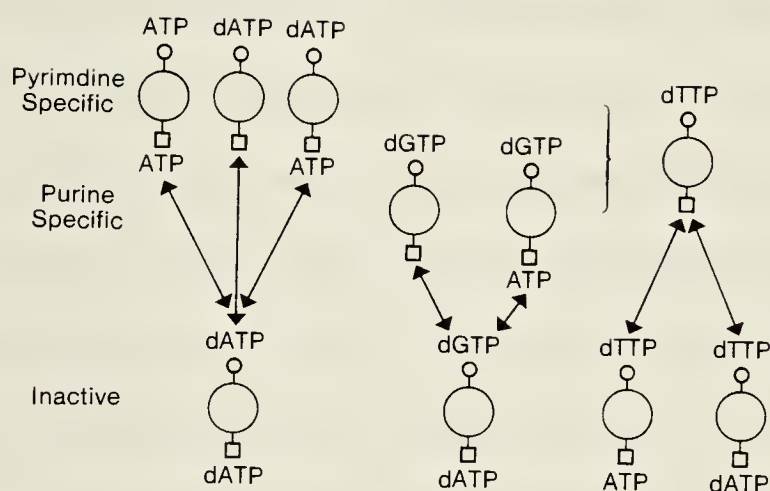 ATP dATP dATP
Pyrimdine
Specific
dTTP
ATP ATP
dGTP dGTP
Purine
Specific
ATP
dATP
dGTP
dTTP dTTP
Inactive
dATP
dATP
ATP
dATP